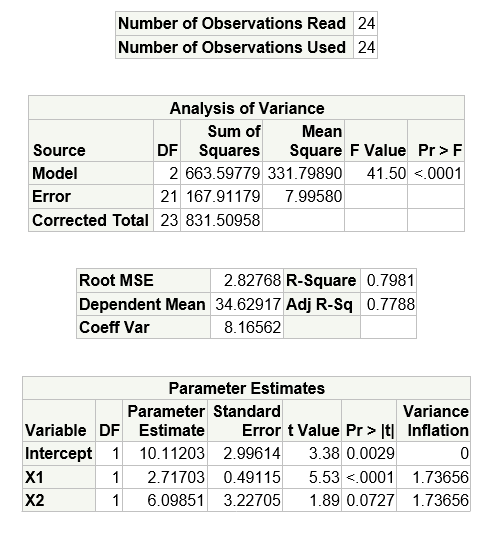 Number of Observations Read 24
Number of Observations Used 24
Analysis of Variance
Sum of Mean
Source DF Squares Square F Value Pr > F
Model 2 663.59779 331.79890 41.50 <.0001
Error 21 167.91179 7.99580
Corrected Total 23 831.50958
Root MSE 2.82768 R-Square 0.7981
Dependent Mean 34.62917 Adj R-Sq 0.7788
Coeff Var 8.16562
Parameter Estimates
Parameter Standard Variance
Variable DF Estimate Error t Value Pr > |t| Inflation
Intercept 1 10.11203 2.99614 3.38 0.0029 0
X1 1 2.71703 0.49115 5.53 <.0001 1.73656
X2 1 6.09851 3.22705 1.89 0.0727 1.73656